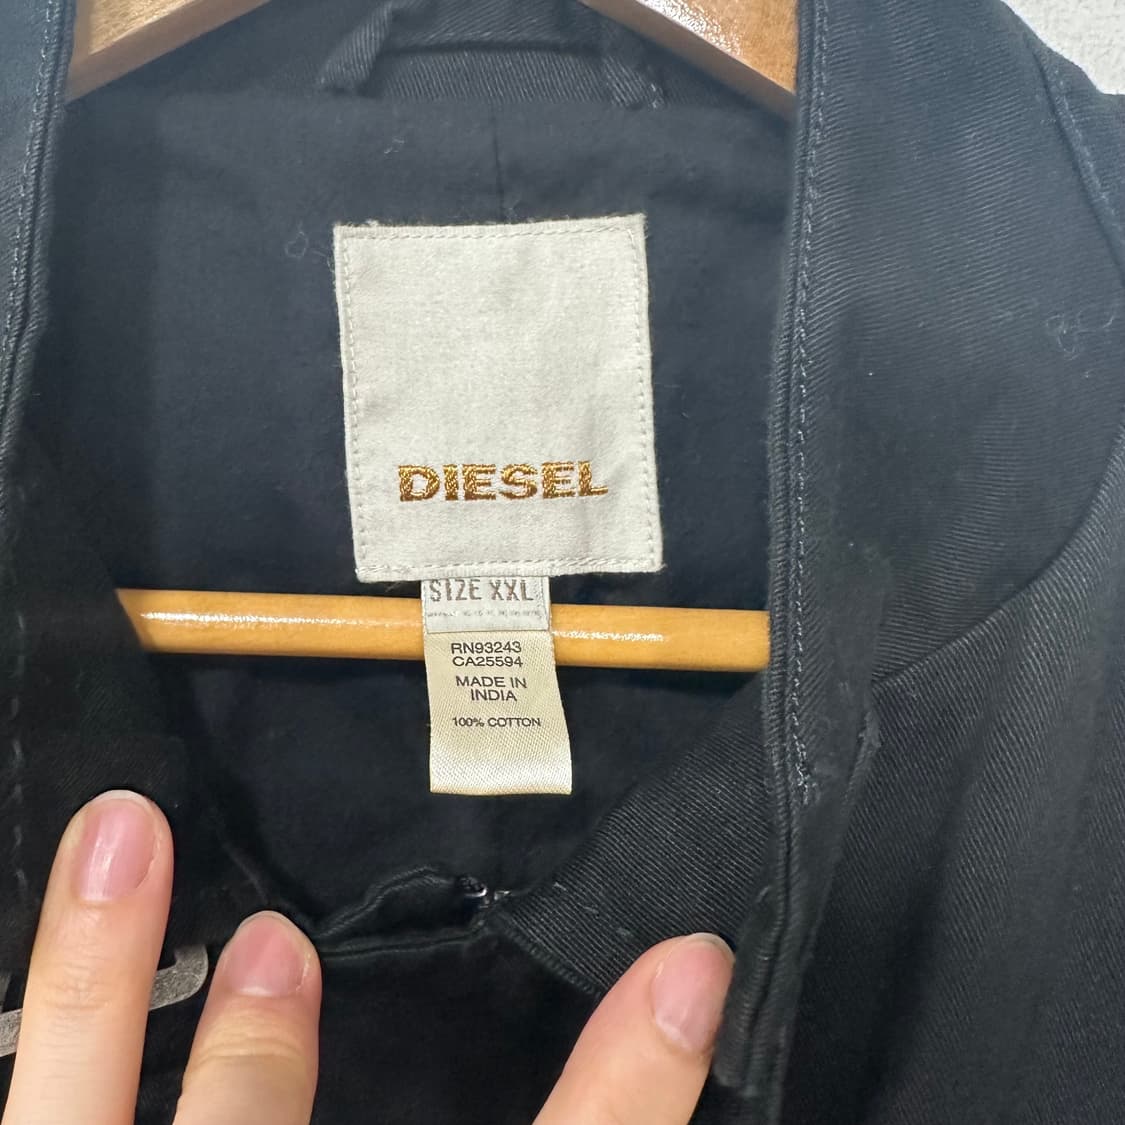 DIESEL
SIZE XXL
RN93243
CA25594
MADE IN
INDIA
100% COTTON